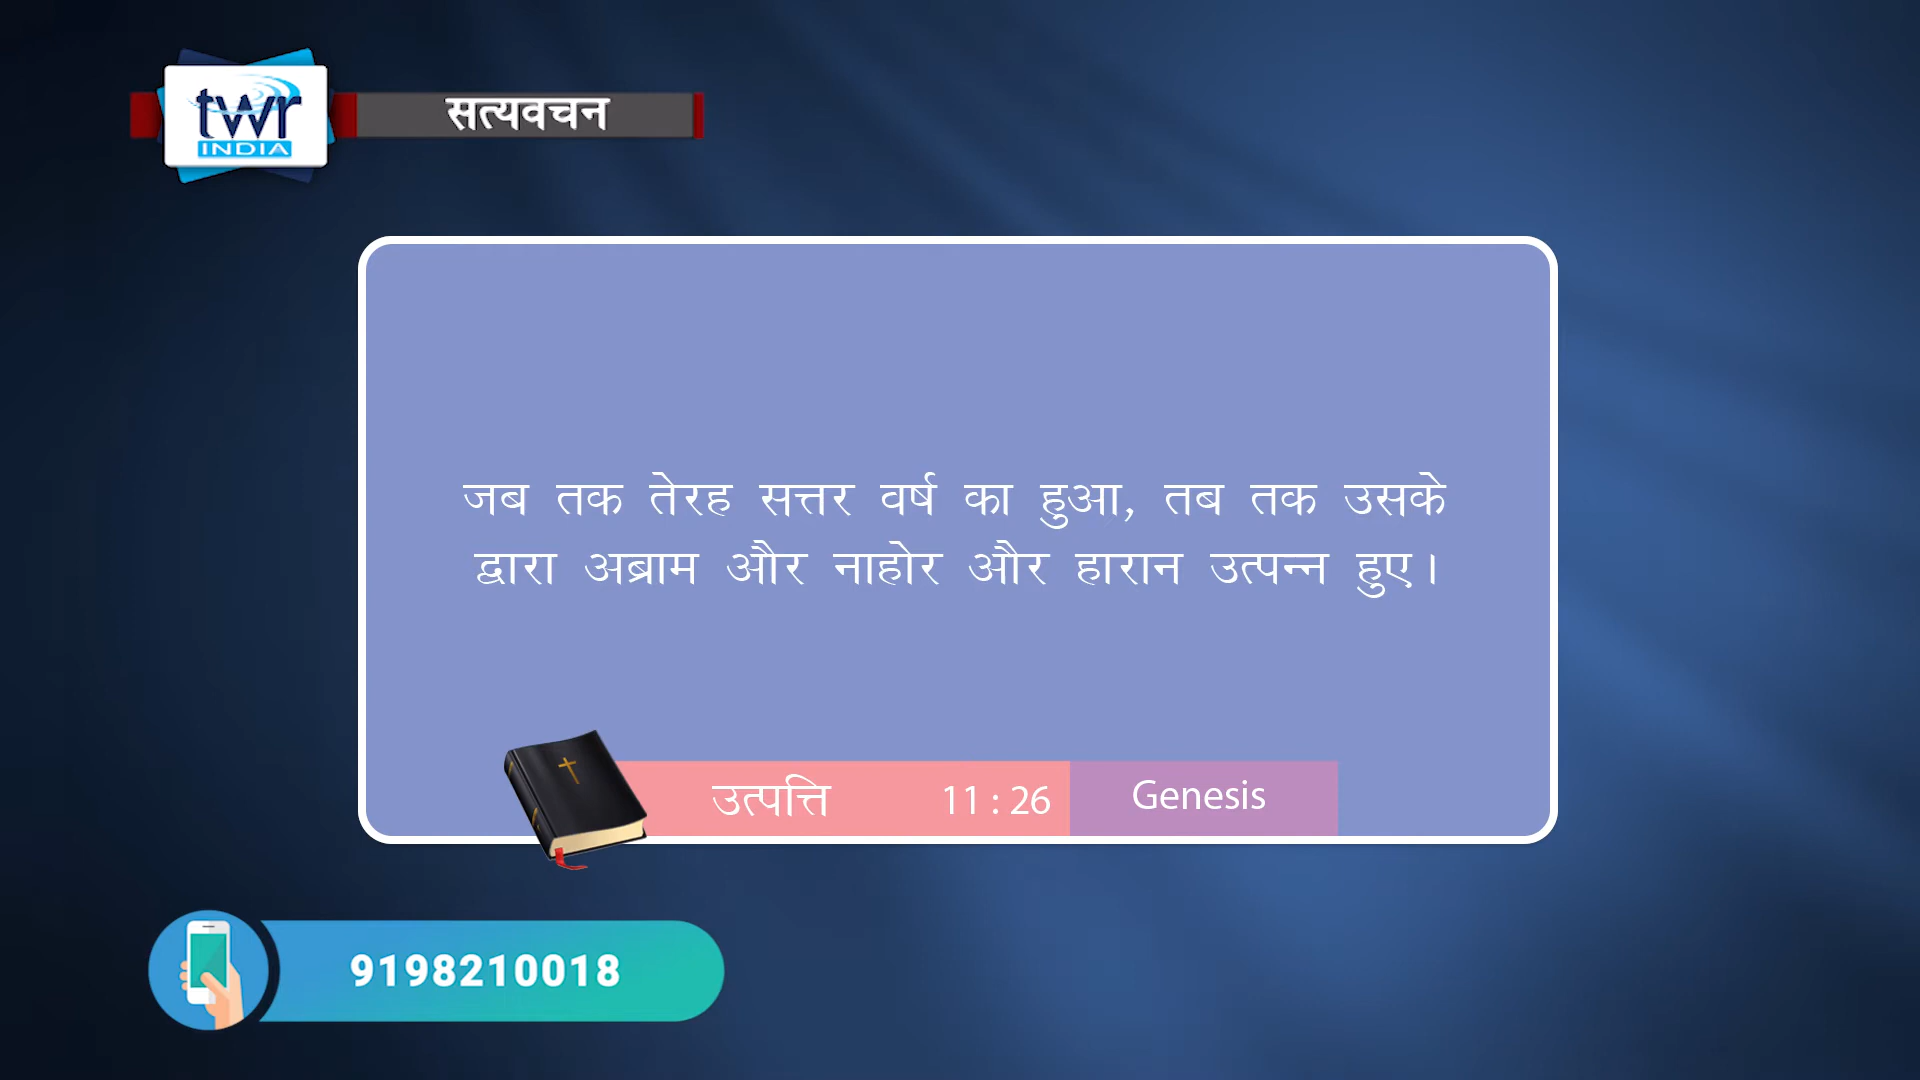 twr
INDIA
सत्यवचन
जब तक तेरह सत्तर वर्ष का हुआ, तब तक उसके
द्वारा अब्राम और नाहोर और हारान उत्पन्न हुए।
उत्पत्ति 11 : 26 Genesis
9198210018